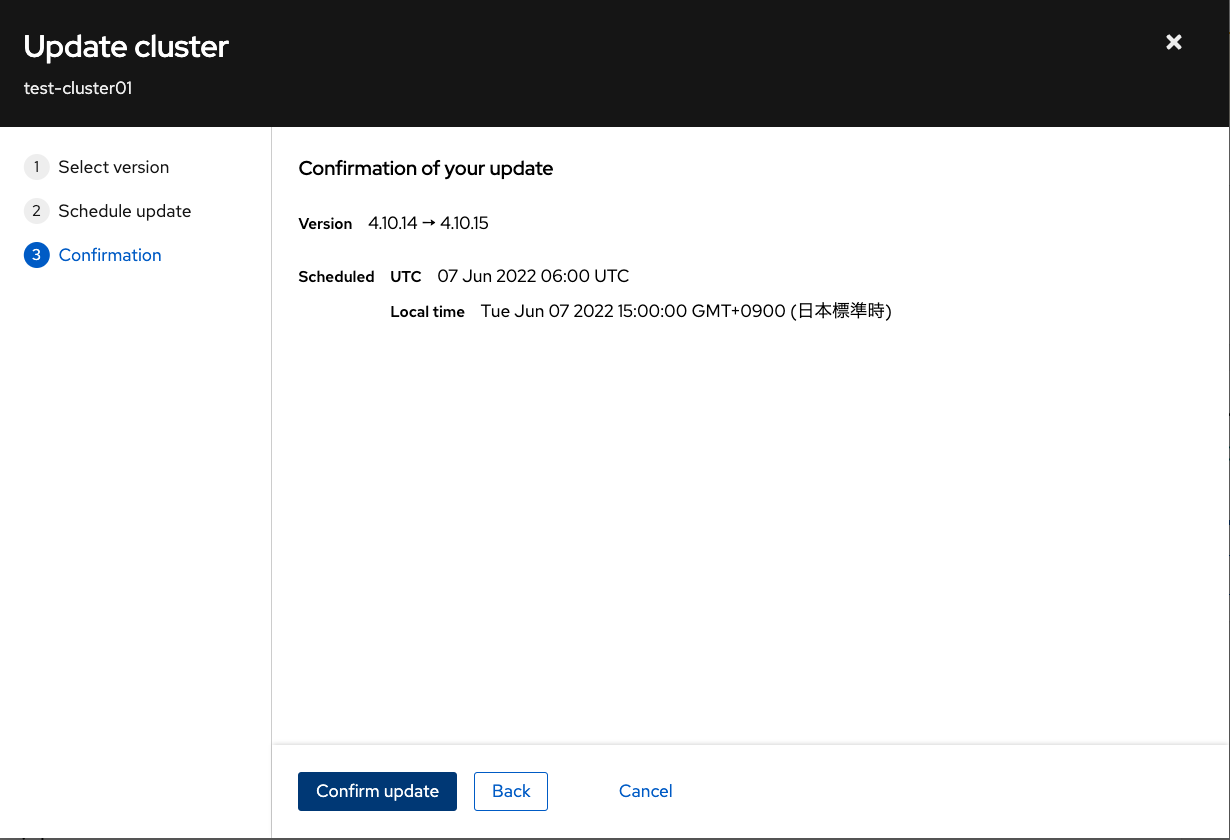 Update cluster
test-cluster01
1 Select version
2 Schedule update
3 Confirmation
Confirmation of your update
Version 4.10.14 → 4.10.15
Scheduled UTC 07 Jun 2022 06:00 UTC
Local time Tue Jun 07 2022 15:00:00 GMT+0900 (日本標準時)
Confirm update Back Cancel